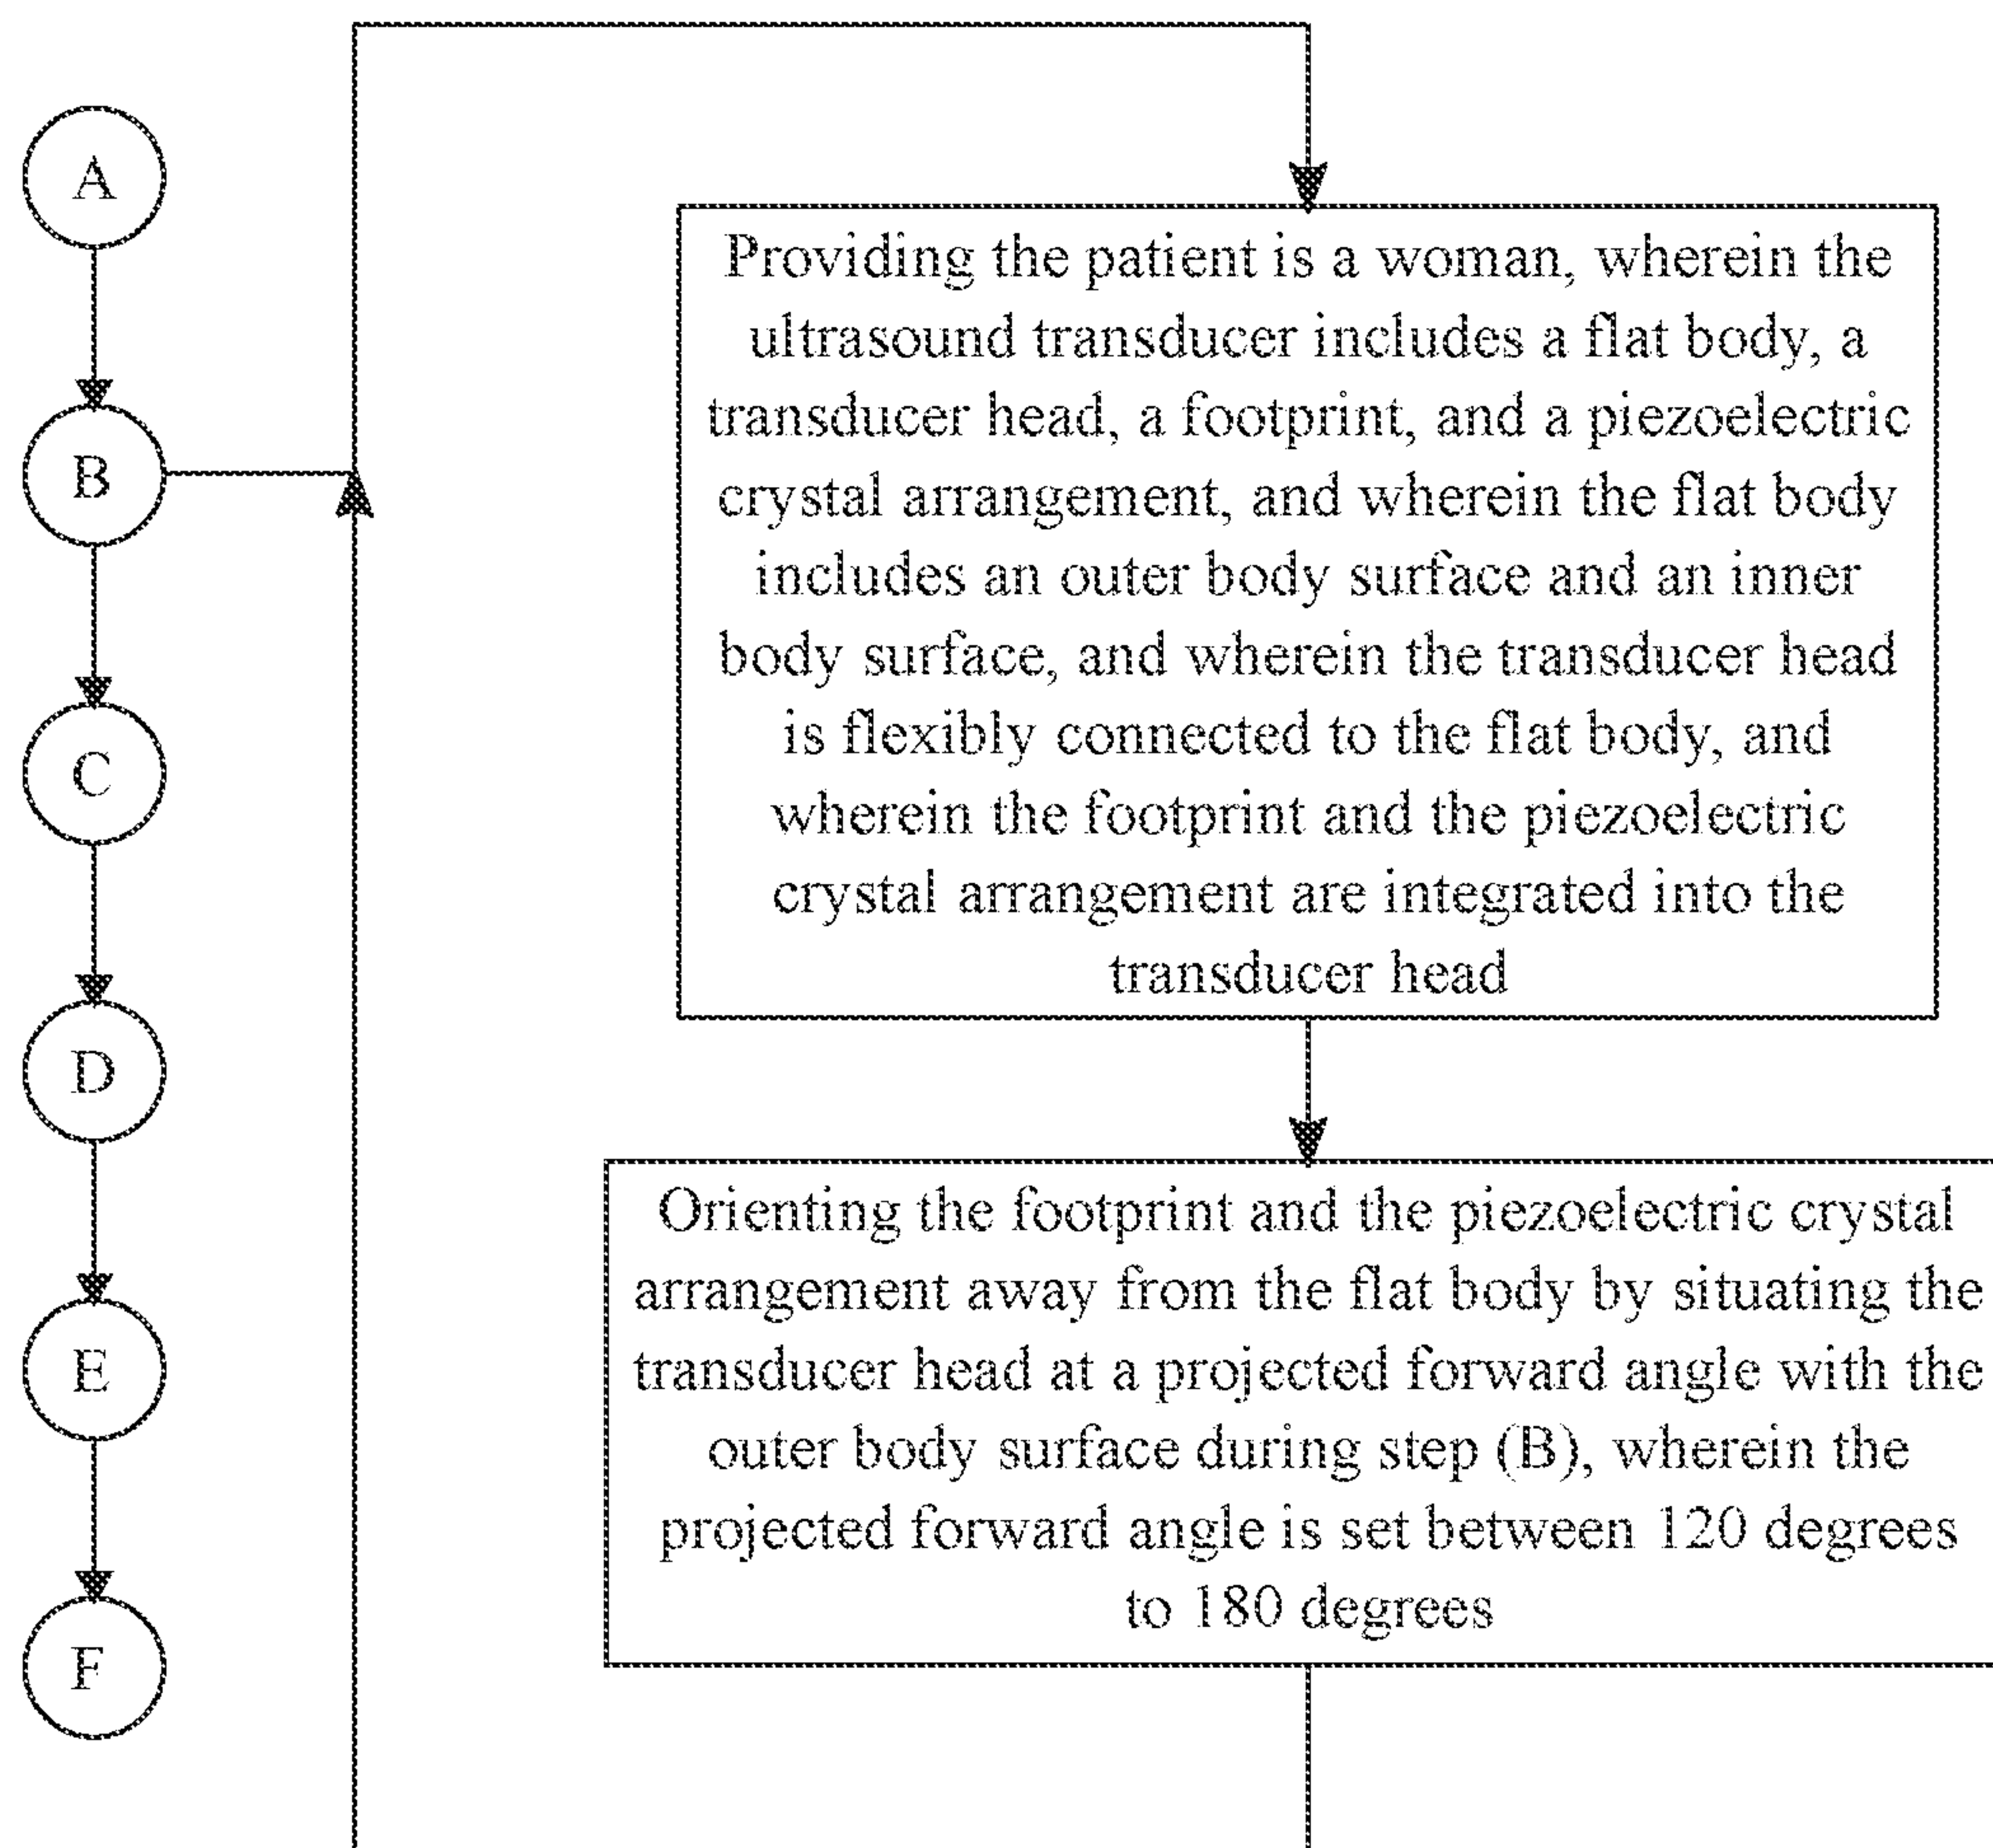 A
B
C
D
E
F
Providing the patient is a woman, wherein the
ultrasound transducer includes a flat body, a
transducer head, a footprint, and a piezoelectric
crystal arrangement, and wherein the flat body
includes an outer body surface and an inner
body surface, and wherein the transducer head
is flexibly connected to the flat body, and
wherein the footprint and the piezoelectric
crystal arrangement are integrated into the
transducer head
Orienting the footprint and the piezoelectric crystal
arrangement away from the flat body by situating the
transducer head at a projected forward angle with the
outer body surface during step (B), wherein the
projected forward angle is set between 120 degrees
to 180 degrees